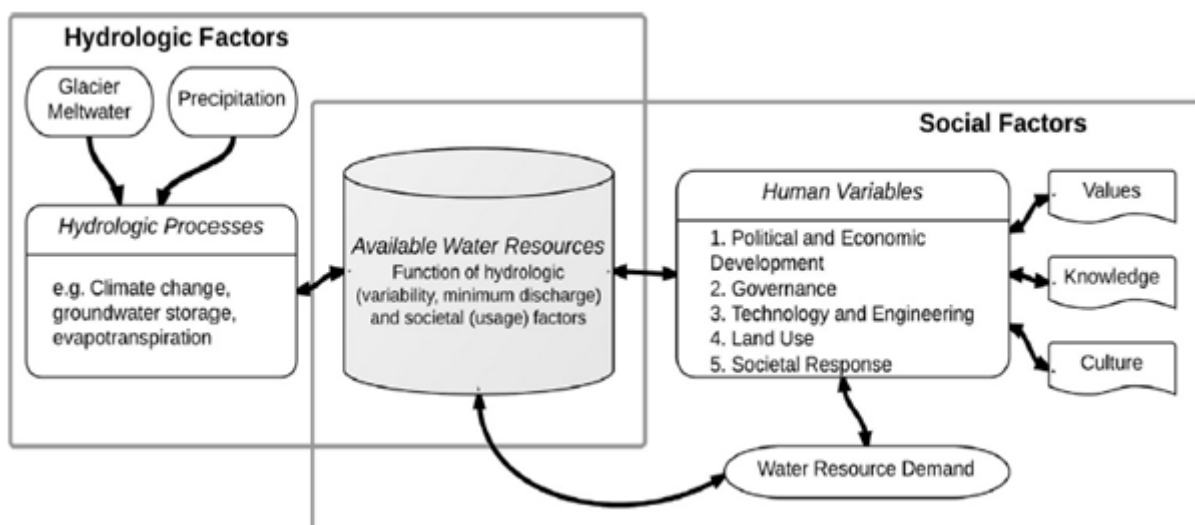 Hydrologic Factors
Glacier
Meltwater
Precipitation
Hydrologic Processes
e.g. Climate change,
groundwater storage,
evapotranspiration
Available Water Resources
Function of hydrologic
(variability, minimum discharge)
and societal (usage) factors
Social Factors
Human Variables
1. Political and Economic
Development
2. Governance
3. Technology and Engineering
4. Land Use
5. Societal Response
Values
Knowledge
Culture
Water Resource Demand